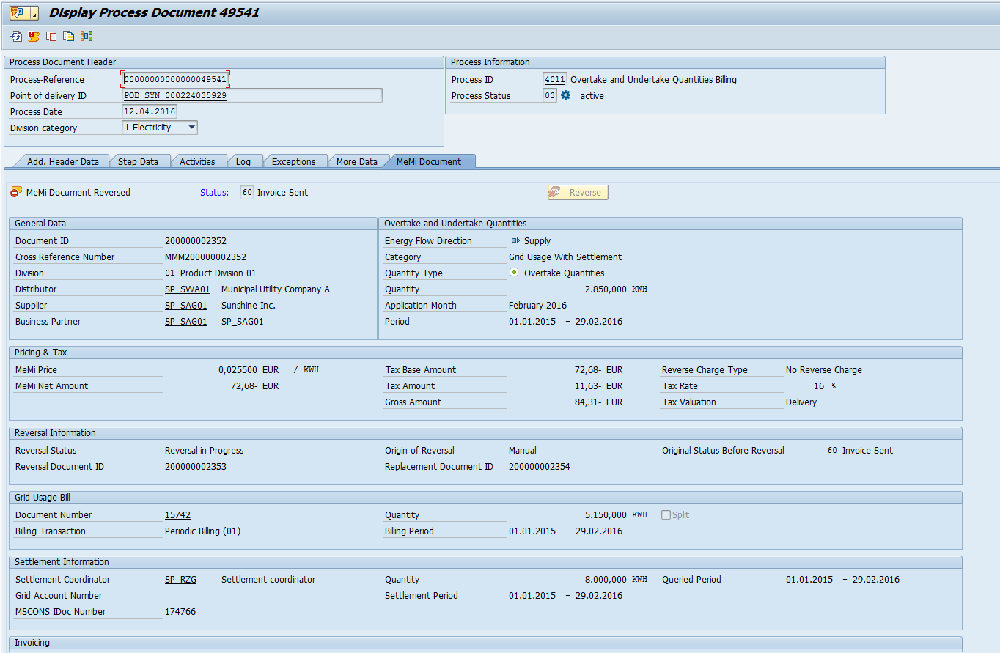 Display Process Document 49541
Process Document Header
Process-Reference 00000000000000049541
Point of delivery ID POD_SYN_000224035929
Process Date 12.04.2016
Division category 1 Electricity
Process Information
Process ID 4011 Overtake and Undertake Quantities Billing
Process Status 03 active
Add. Header Data Step Data Activities Log Exceptions More Data MeMi Document
MeMi Document Reversed Status: 60 Invoice Sent Reverse
General Data
Document ID 200000002352
Cross Reference Number MMM200000002352
Division 01 Product Division 01
Distributor SP_SWA01 Municipal Utility Company A
Supplier SP_SAG01 Sunshine Inc.
Business Partner SP_SAG01 SP_SAG01
Overtake and Undertake Quantities
Energy Flow Direction Supply
Category Grid Usage With Settlement
Quantity Type Overtake Quantities
Quantity 2.850,000 KWH
Application Month February 2016
Period 01.01.2015 - 29.02.2016
Pricing & Tax
MeMi Price 0,025500 EUR / KWH Tax Base Amount 72,68- EUR Reverse Charge Type No Reverse Charge
MeMi Net Amount 72,68- EUR Tax Amount 11,63- EUR Tax Rate 16 %
Gross Amount 84,31- EUR Tax Valuation Delivery
Reversal Information
Reversal Status Reversal in Progress Origin of Reversal Manual Original Status Before Reversal 60 Invoice Sent
Reversal Document ID 200000002353 Replacement Document ID 200000002354
Grid Usage Bill
Document Number 15742 Quantity 5.150,000 KWH Split
Billing Transaction Periodic Billing (01) Billing Period 01.01.2015 - 29.02.2016
Settlement Information
Settlement Coordinator SP_RZG Settlement coordinator Quantity 8.000,000 KWH Queried Period 01.01.2015 - 29.02.2016
Grid Account Number Settlement Period 01.01.2015 - 29.02.2016
MSCONS IDoc Number 174766
Invoicing